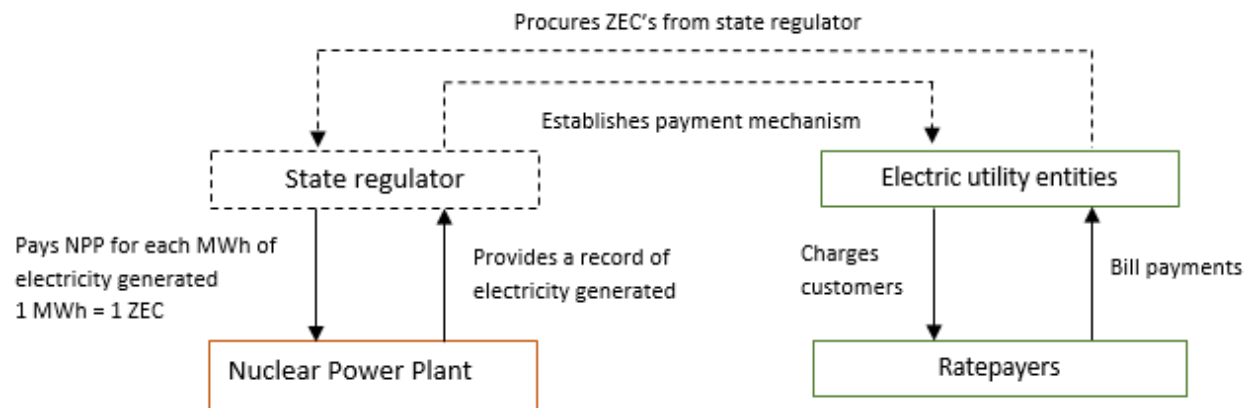 Procures ZEC's from state regulator
Establishes payment mechanism
State regulator
Electric utility entities
Pays NPP for each MWh of
electricity generated
1 MWh = 1 ZEC
Provides a record of
electricity generated
Charges
customers
Bill payments
Nuclear Power Plant
Ratepayers